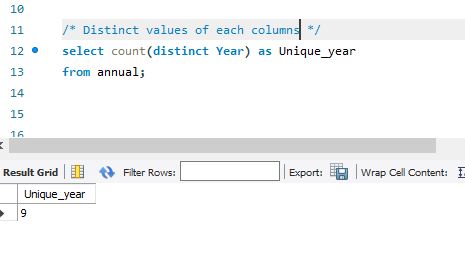 10
11 /* Distinct values of each columns */
12 select count(distinct Year) as Unique_year
13 from annual;
14
15
16
Result Grid Filter Rows: Export: Wrap Cell Content:
Unique_year
9